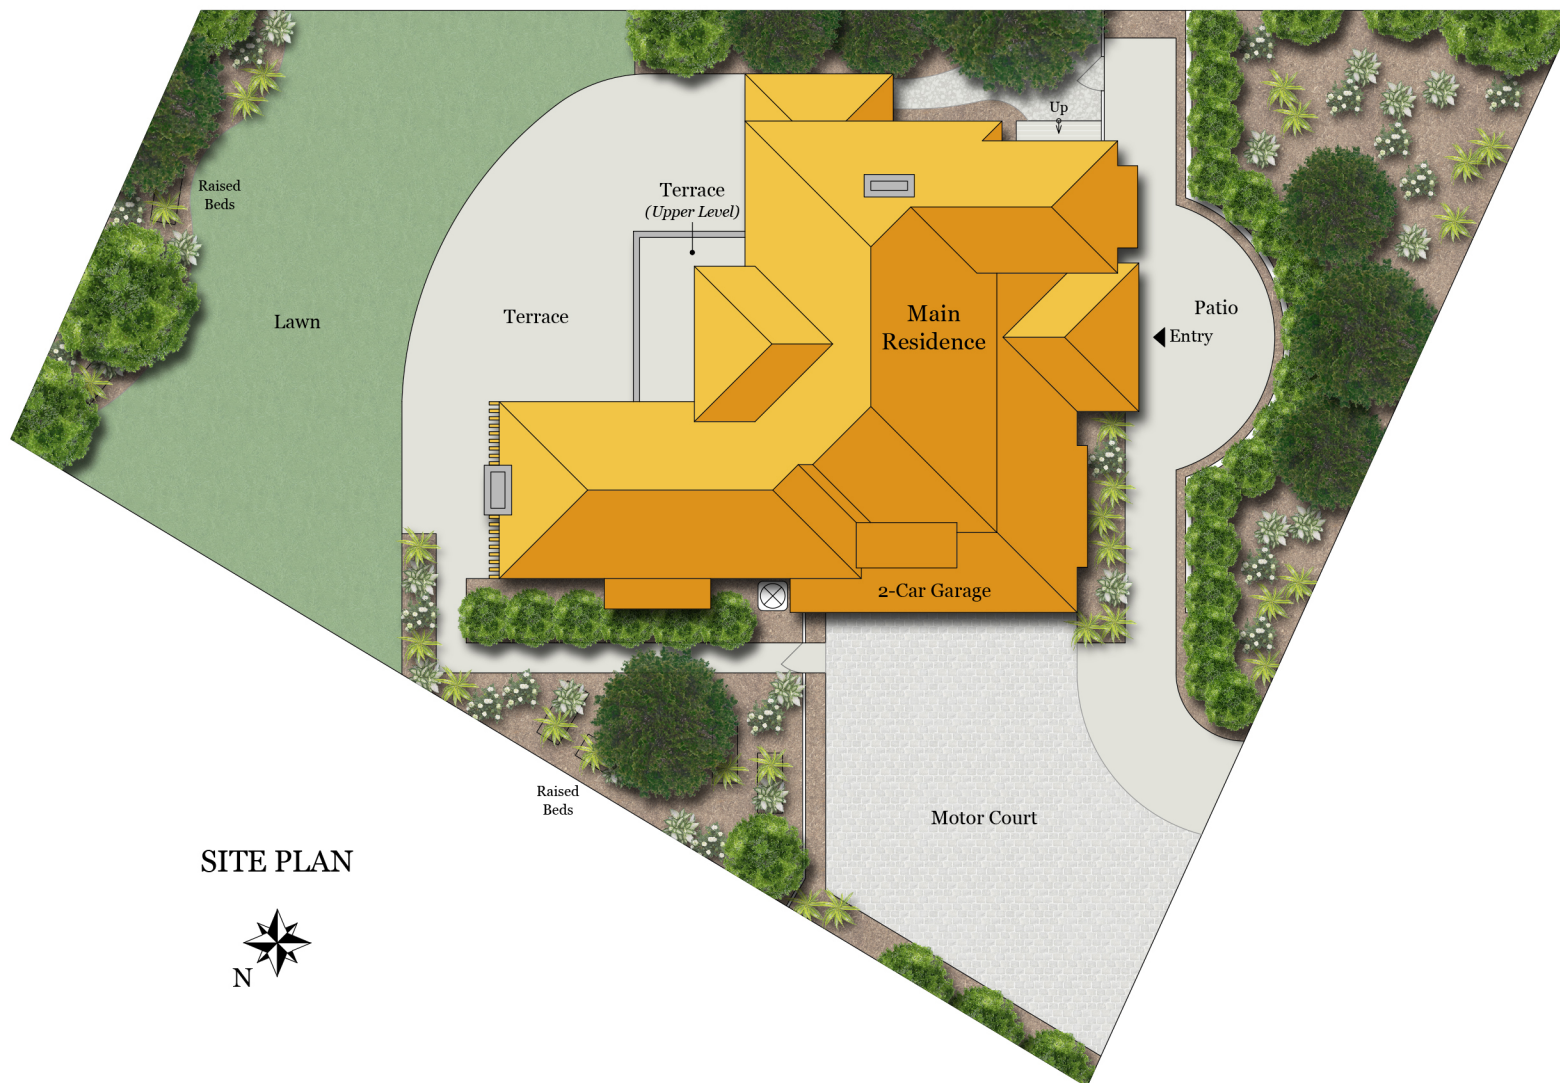 Up
Raised
Beds
Terrace
(Upper Level)
Lawn
Terrace
Main
Residence
Patio
Entry
2-Car Garage
Raised
Beds
Motor Court
SITE PLAN
N